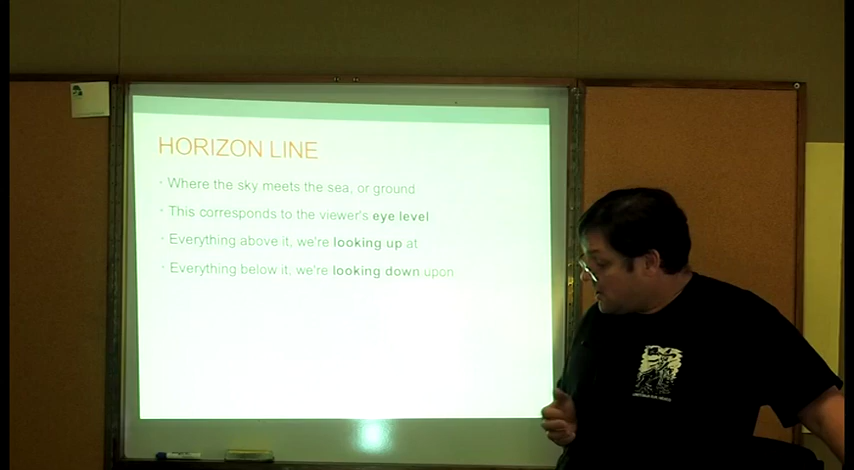 HORIZON LINE
· Where the sky meets the sea, or ground
· This corresponds to the viewer's eye level
· Everything above it, we're looking up at
· Everything below it, we're looking down upon